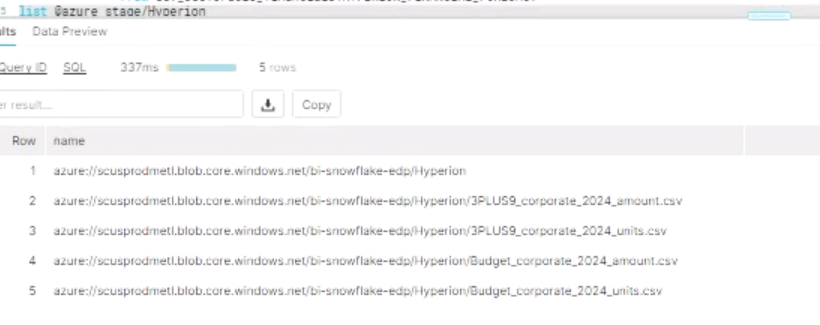 5 list @azure_stage/Hyperion
ults Data Preview
Query ID SQL 337ms 5 rows
er result... Copy
Row name
1 azure://scusprodmetl.blob.core.windows.net/bi-snowflake-edp/Hyperion
2 azure://scusprodmetl.blob.core.windows.net/bi-snowflake-edp/Hyperion/3PLUS9_corporate_2024_amount.csv
3 azure://scusprodmetl.blob.core.windows.net/bi-snowflake-edp/Hyperion/3PLUS9_corporate_2024_units.csv
4 azure://scusprodmetl.blob.core.windows.net/bi-snowflake-edp/Hyperion/Budget_corporate_2024_amount.csv
5 azure://scusprodmetl.blob.core.windows.net/bi-snowflake-edp/Hyperion/Budget_corporate_2024_units.csv